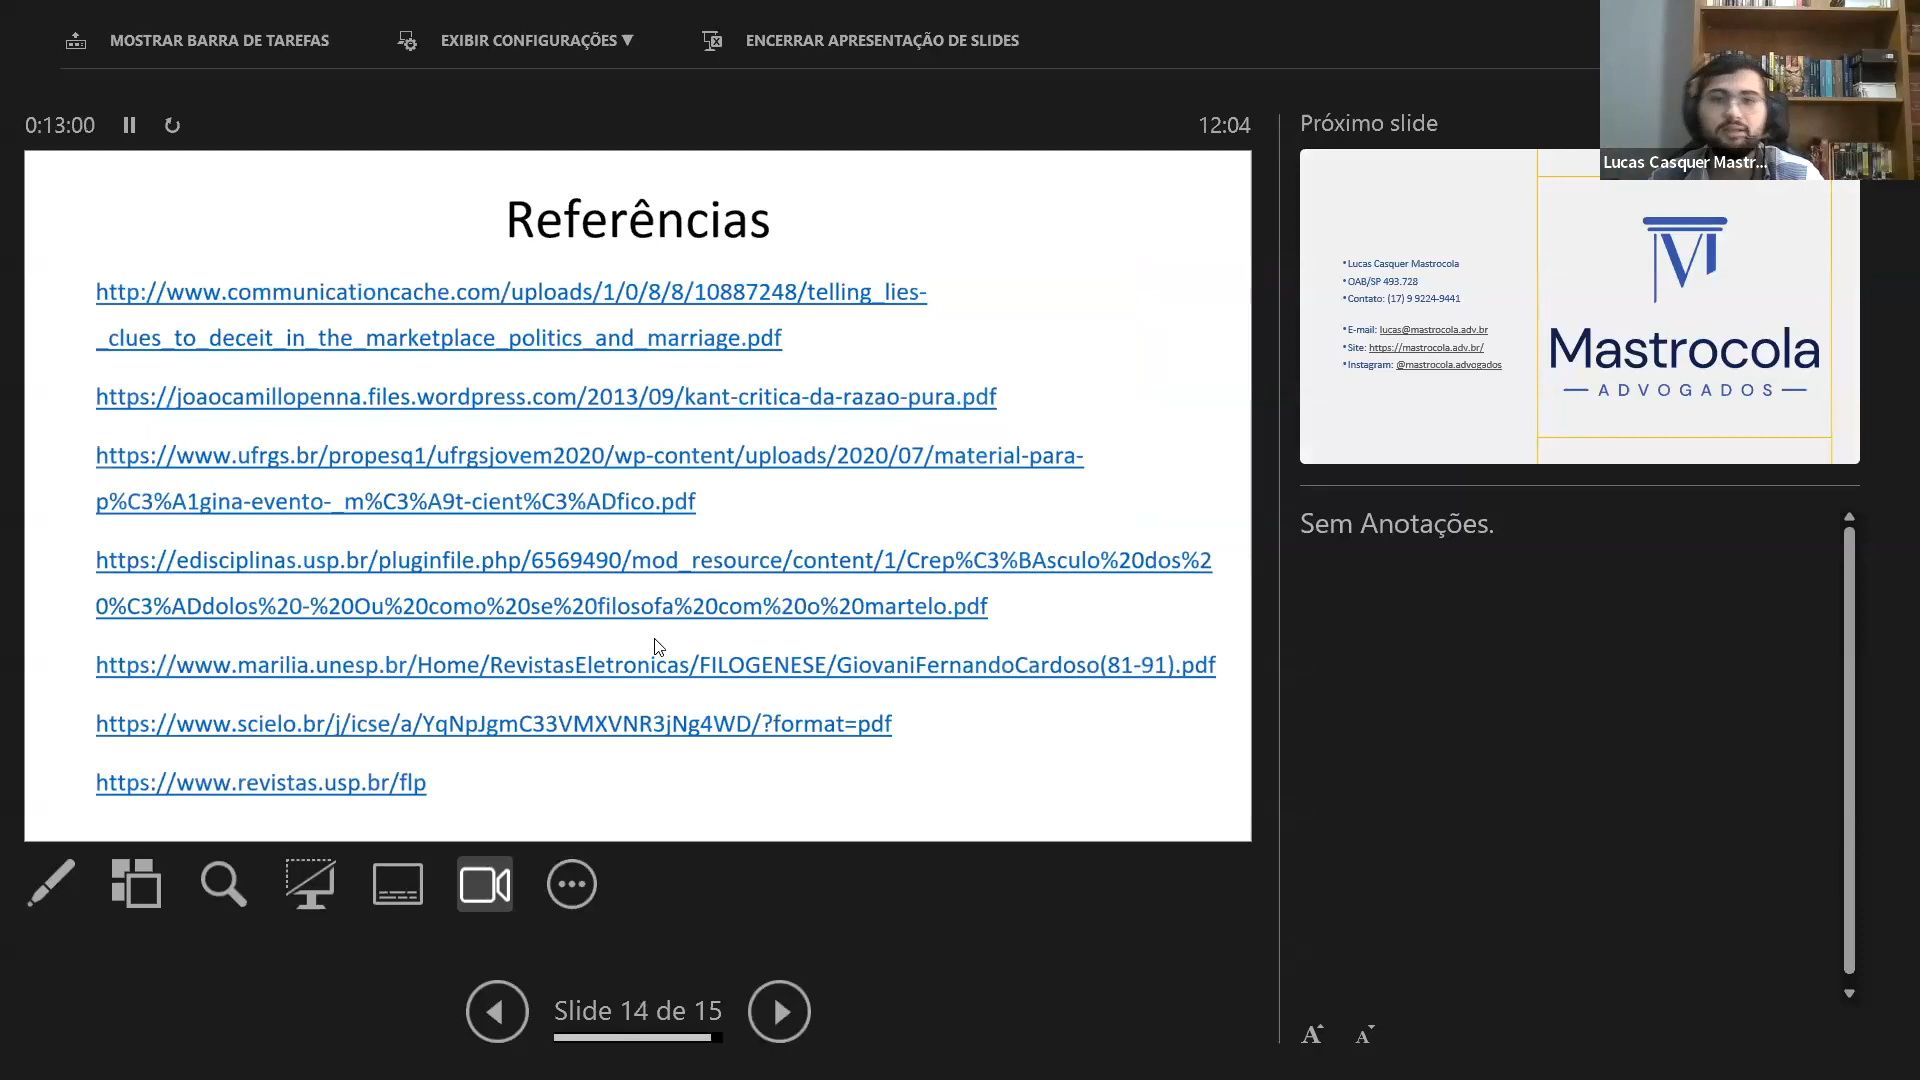 MOSTRAR BARRA DE TAREFAS
EXIBIR CONFIGURAÇÕES ▼
ENCERRAR APRESENTAÇÃO DE SLIDES
0:13:00
12:04
Referências
http://www.communicationcache.com/uploads/1/0/8/8/10887248/telling_lies-
_clues_to_deceit_in_the_marketplace_politics_and_marriage.pdf
https://joaocamillopenna.files.wordpress.com/2013/09/kant-critica-da-razao-pura.pdf
https://www.ufrgs.br/propesq1/ufrgsjovem2020/wp-content/uploads/2020/07/material-para-
p%C3%A1gina-evento-_m%C3%A9t-cient%C3%ADfico.pdf
https://edisciplinas.usp.br/pluginfile.php/6569490/mod_resource/content/1/Crep%C3%BAsculo%20dos%2
0%C3%ADdolos%20-%20Ou%20como%20se%20filosofa%20com%20o%20martelo.pdf
https://www.marilia.unesp.br/Home/RevistasEletronicas/FILOGENESE/GiovaniFernandoCardoso(81-91).pdf
https://www.scielo.br/j/icse/a/YqNpJgmC33VMXVNR3jNg4WD/?format=pdf
https://www.revistas.usp.br/flp
Slide 14 de 15
Próximo slide
Lucas Casquer Mastr...
•Lucas Casquer Mastrocola
•OAB/SP 493.728
•Contato: (17) 9 9224-9441
•E-mail: lucas@mastrocola.adv.br
•Site: https://mastrocola.adv.br/
•Instagram: @mastrocola.advogados
Mastrocola
ADVOGADOS
Sem Anotações.
A A